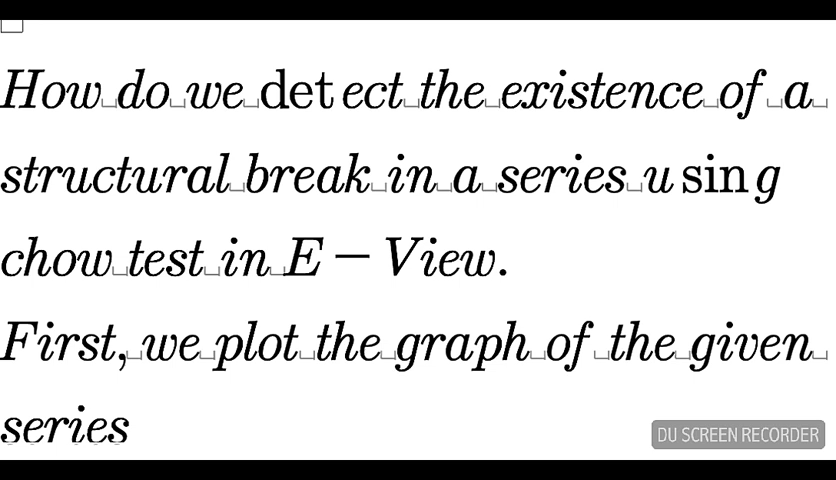 How do we detect the existence of a
structural break in a series using
chow test in E - View.
First, we plot the graph of the given
series
DU SCREEN RECORDER